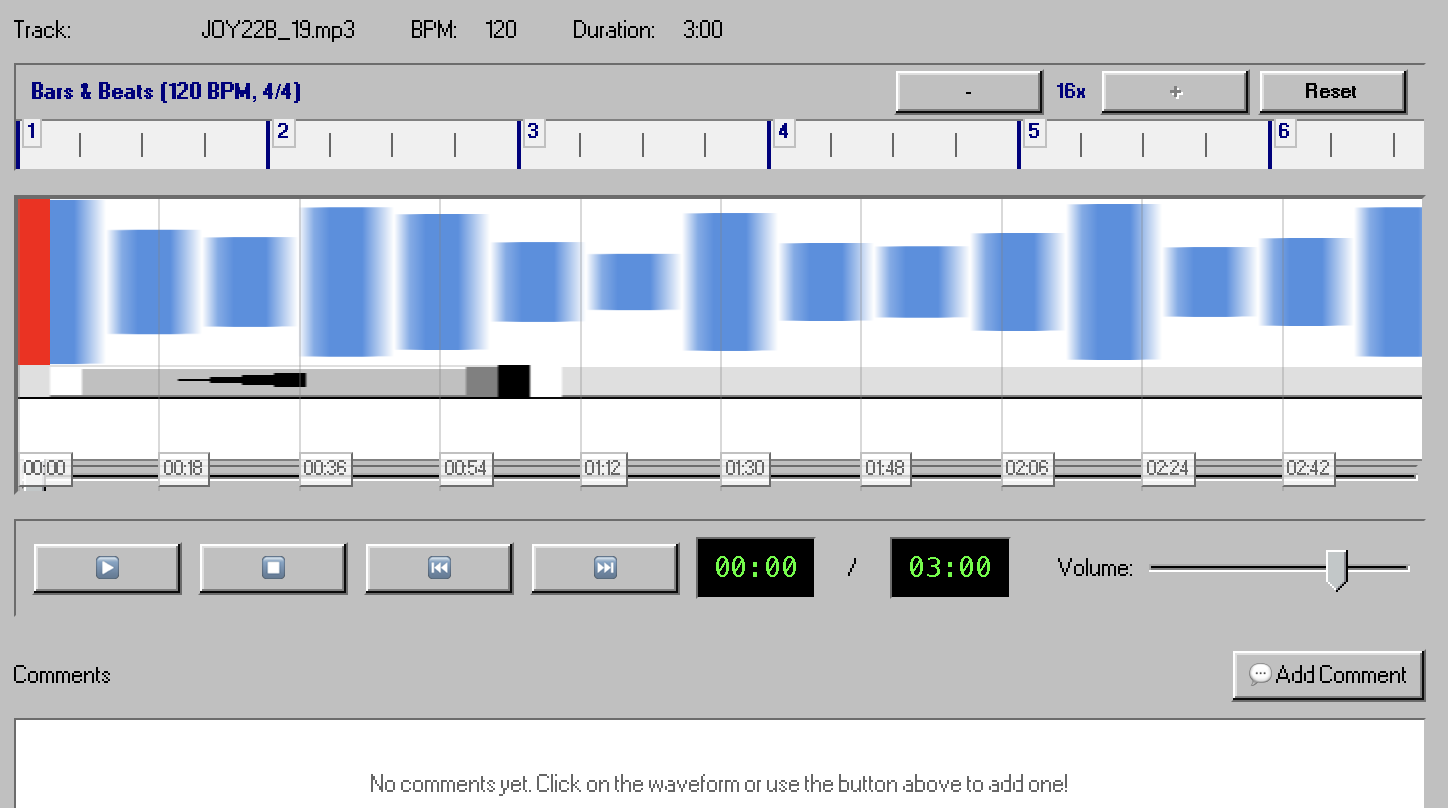 Track: JOY22B_19.mp3 BPM: 120 Duration: 3:00
Bars & Beats (120 BPM, 4/4) - 16x + Reset
1 2 3 4 5 6
00:00 00:18 00:36 00:54 01:12 01:30 01:48 02:06 02:24 02:42
00:00 / 03:00 Volume:
Comments Add Comment
No comments yet. Click on the waveform or use the button above to add one!